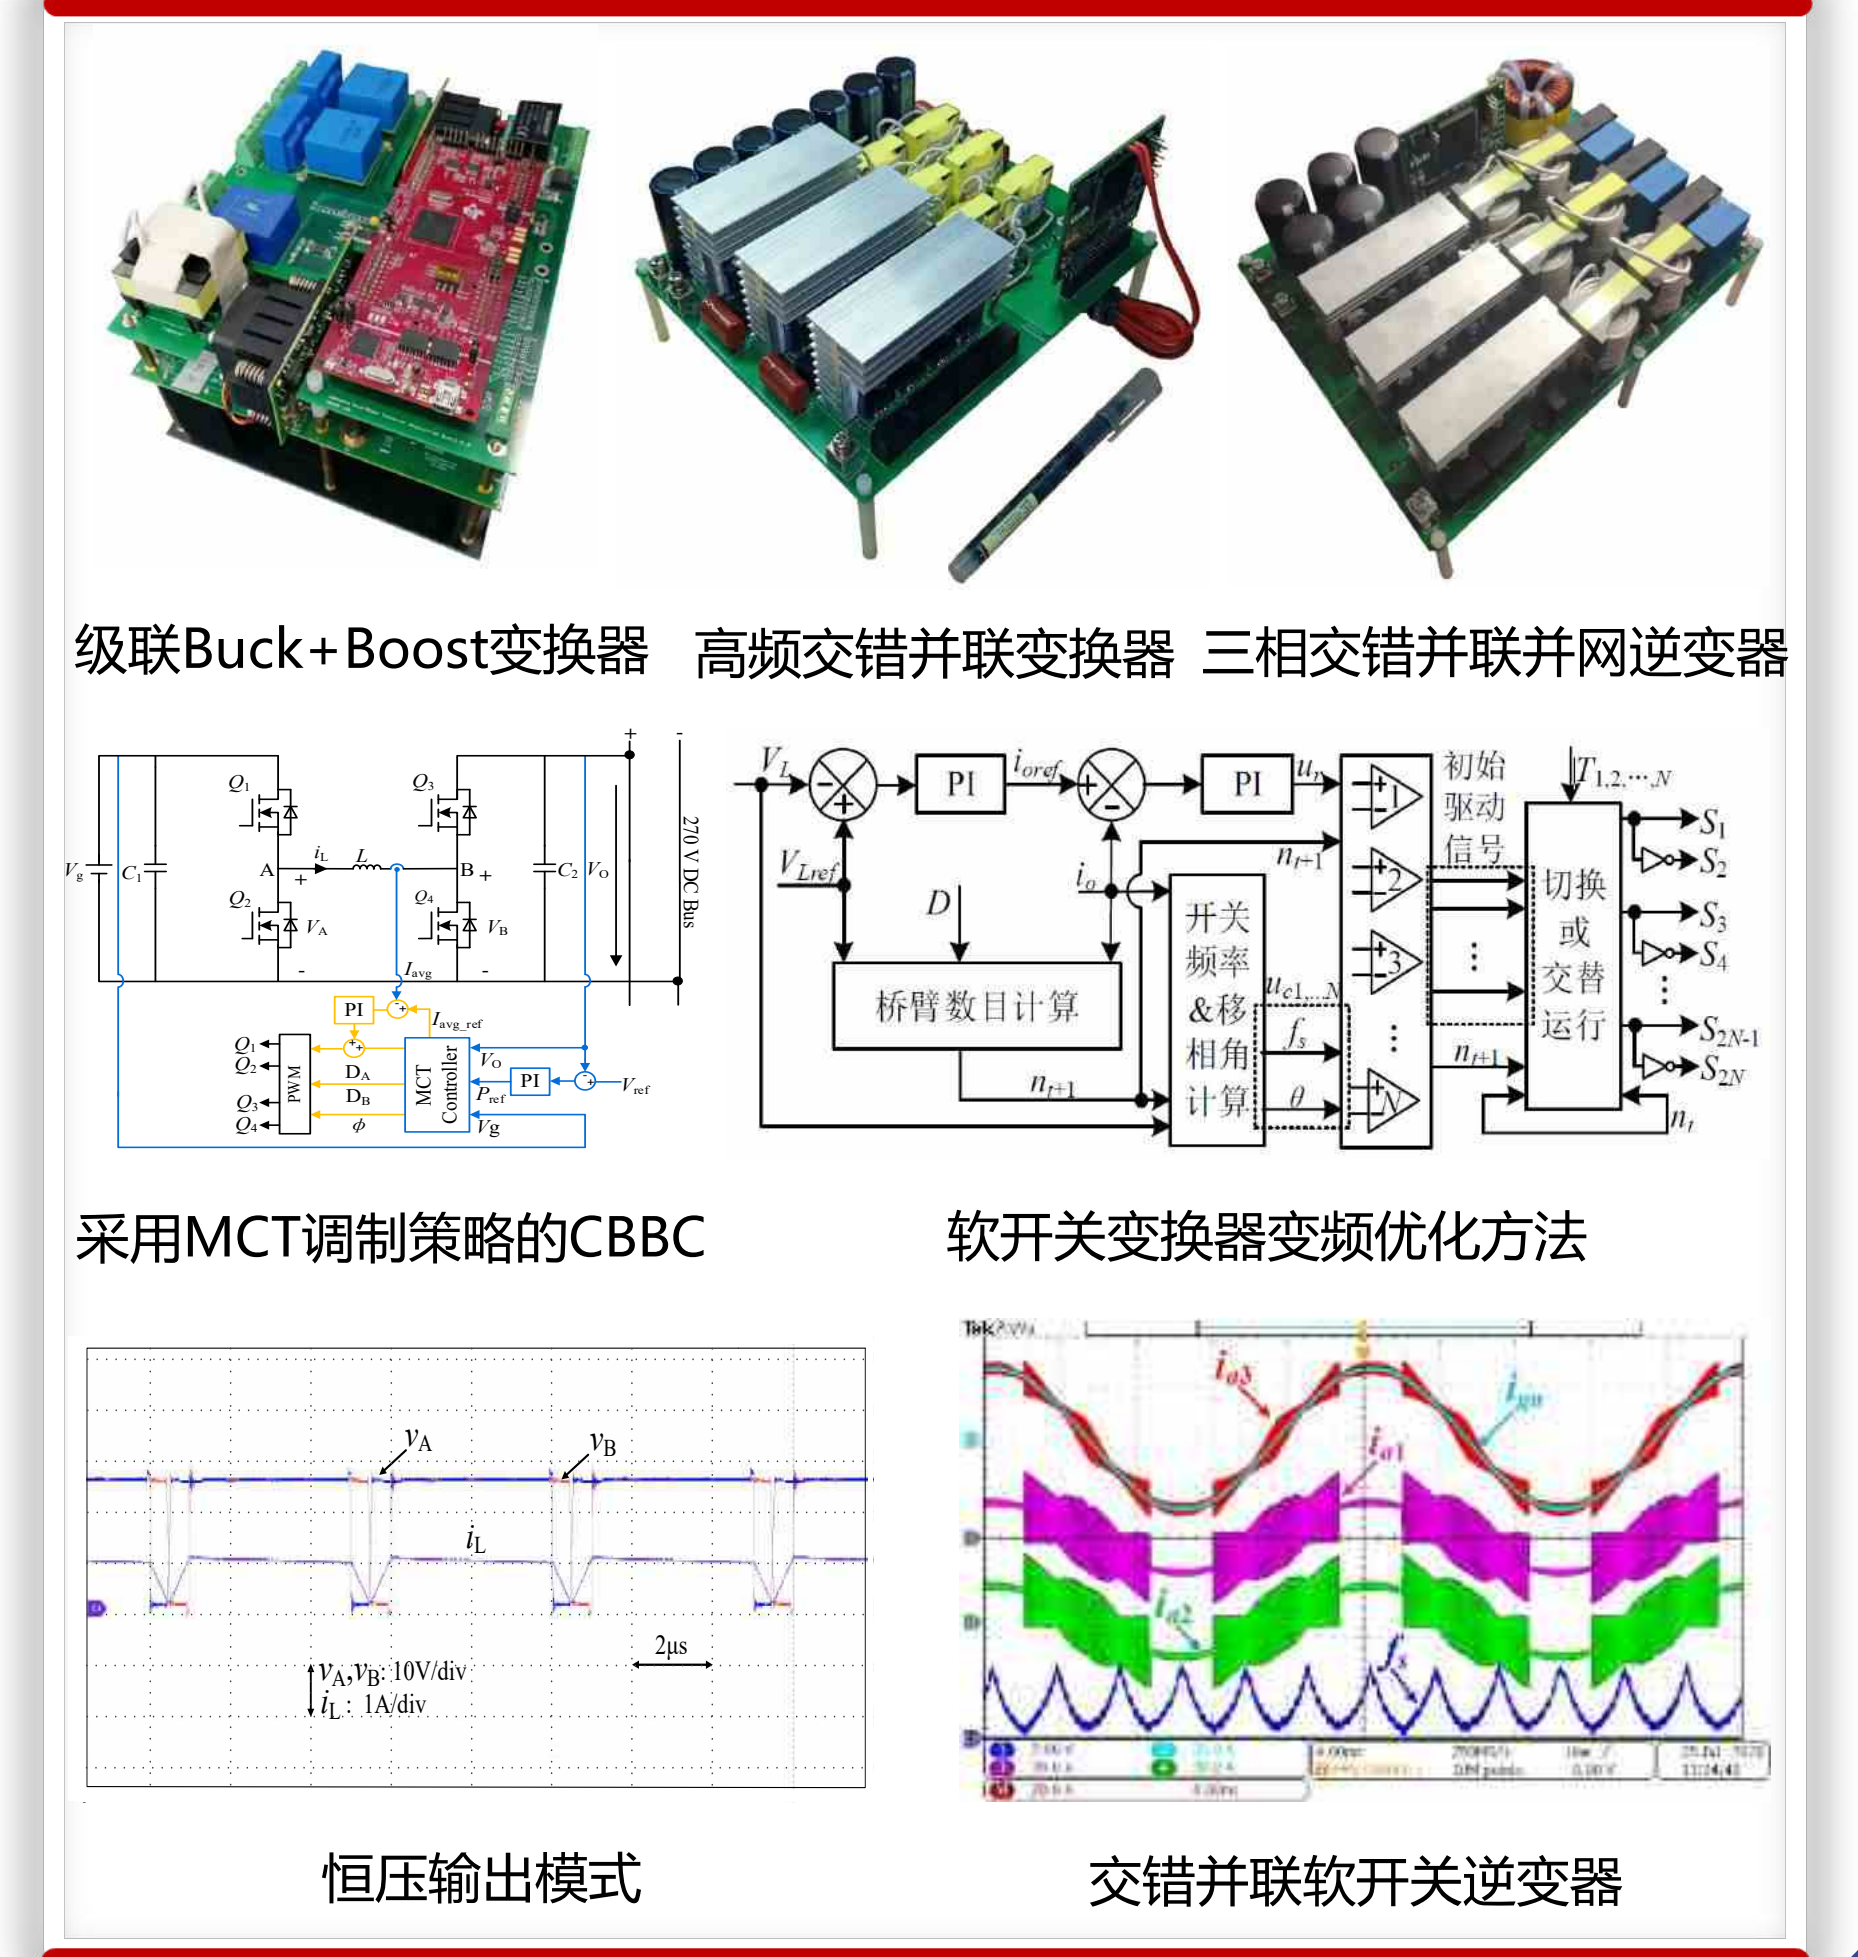 级联Buck+Boost变换器
高频交错并联变换器
三相交错并联并网逆变器
+ -
Q1
Q3
Vg
C1
A
iL
L
B
+
+
C2
VO
270 V DC Bus
Q2
Q4
VA
VB
-
-
Iavg
PI
-
+
Iavg_ref
+
+
Q1
Q2
Q3
Q4
PWM
DA
DB
ϕ
MCT
Controller
VO
Pref
Vg
PI
-
+
Vref
VL
-
+
PI
ioref
+
-
PI
ur
VLref
D
io
nt+1
桥臂数目计算
nt+1
开关
频率
&移
相角
计算
uc1,...N
fs
θ
1
2
3
⋮
N
初始
驱动
信号
⋮
nt+1
T1,2,···,N
切换
或
交替
运行
S1
S2
S3
S4
⋮
S2N-1
S2N
nt
采用MCT调制策略的CBBC
软开关变换器变频优化方法
vA
vB
iL
2μs
vA,vB: 10V/div
iL : 1A/div
Tek
ia3
iga
ia1
ia2
fs
恒压输出模式
交错并联软开关逆变器